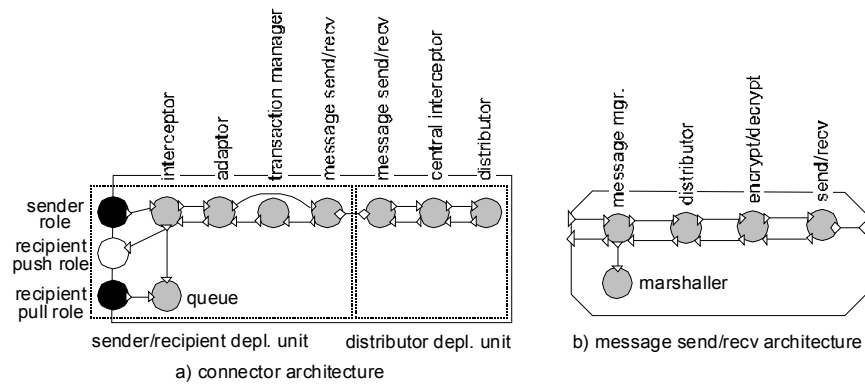 interceptor
adaptor
transaction manager
message send/recv
message send/recv
central interceptor
distributor
sender
role
recipient
push role
recipient
pull role
queue
sender/recipient depl. unit
distributor depl. unit
a) connector architecture
message mgr.
distributor
encrypt/decrypt
send/recv
marshaller
b) message send/recv architecture